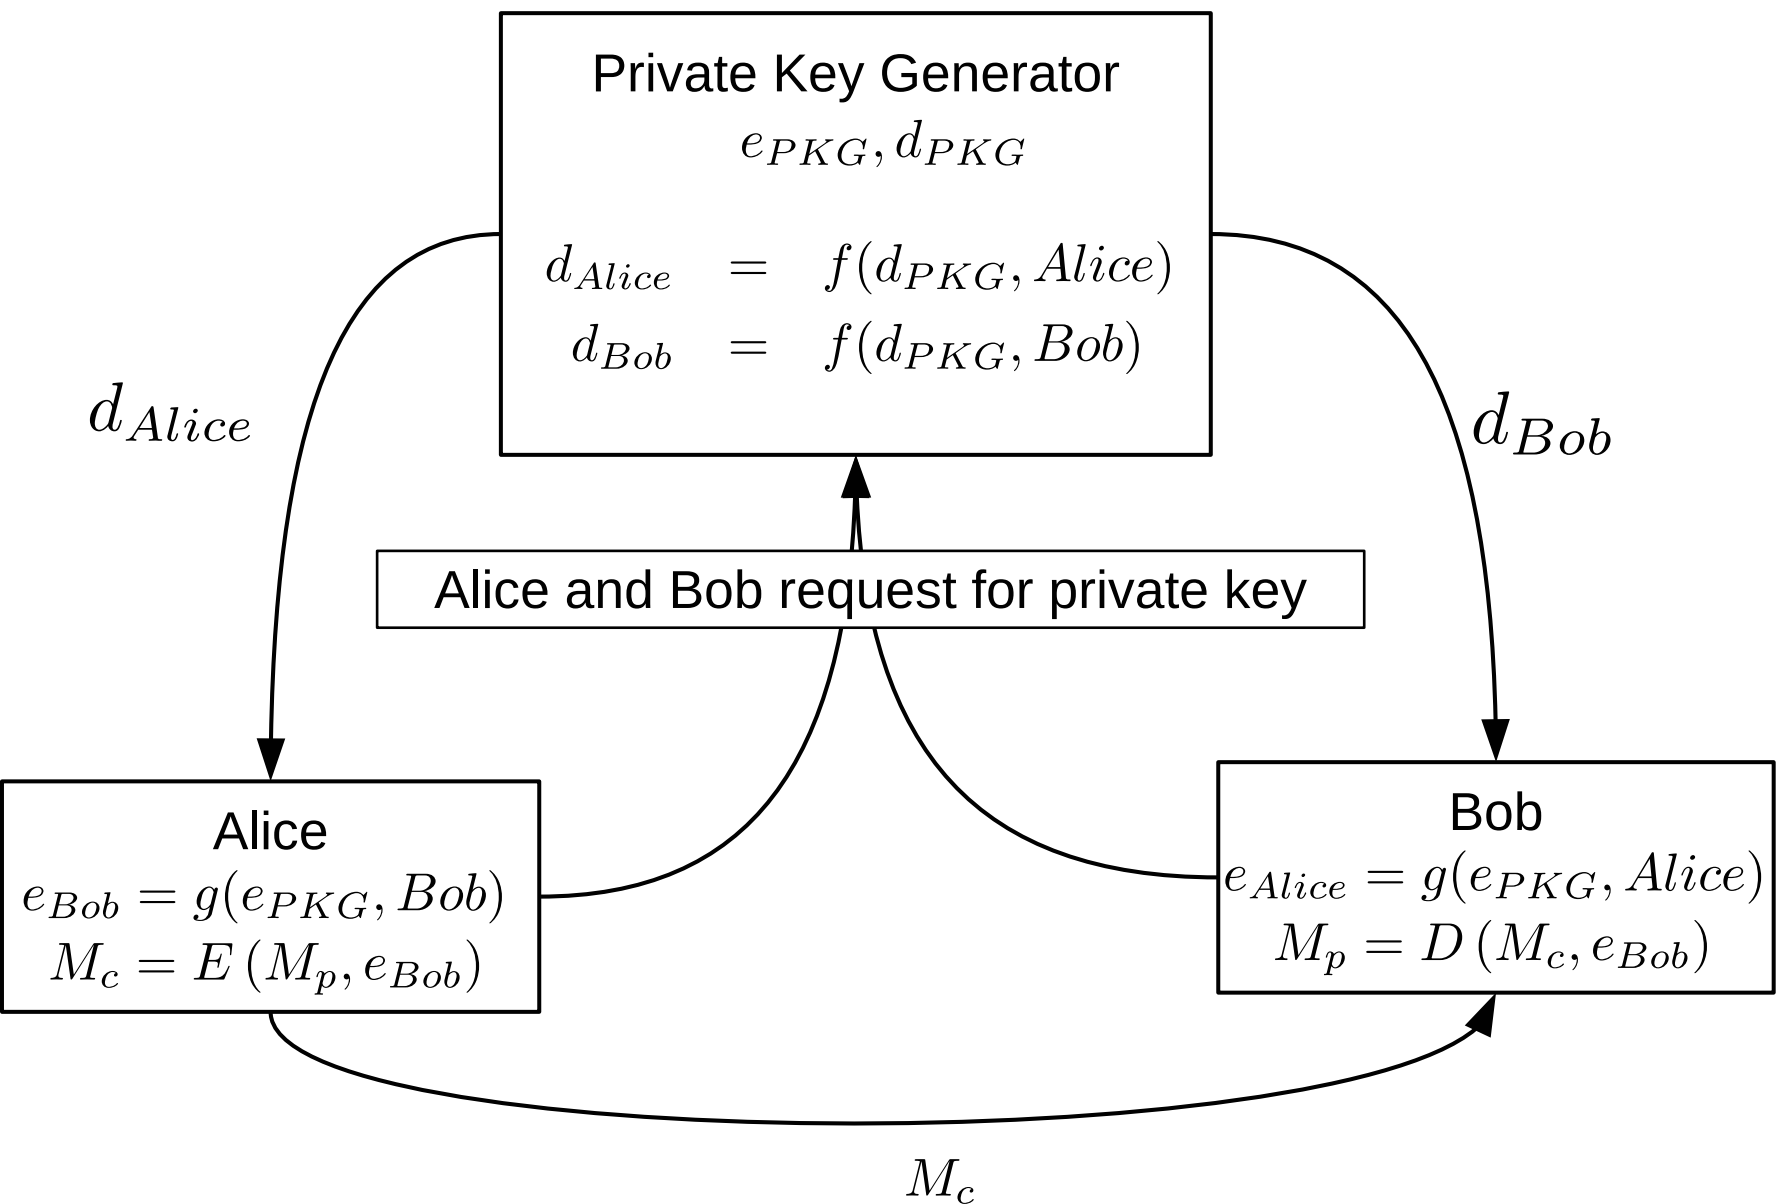 Private Key Generator
e_{PKG}, d_{PKG}
d_{Alice} = f(d_{PKG}, Alice)
d_{Bob} = f(d_{PKG}, Bob)
d_{Alice}
d_{Bob}
Alice and Bob request for private key
Alice
e_{Bob} = g(e_{PKG}, Bob)
M_c = E(M_p, e_{Bob})
Bob
e_{Alice} = g(e_{PKG}, Alice)
M_p = D(M_c, e_{Bob})
M_c